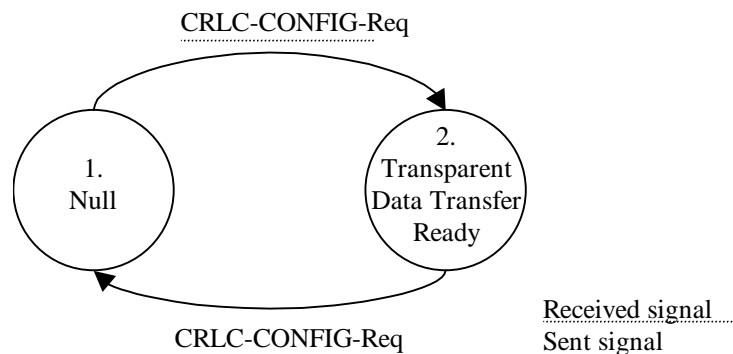 CRLC-CONFIG-Req
1.
Null
2.
Transparent
Data Transfer
Ready
CRLC-CONFIG-Req
Received signal
Sent signal